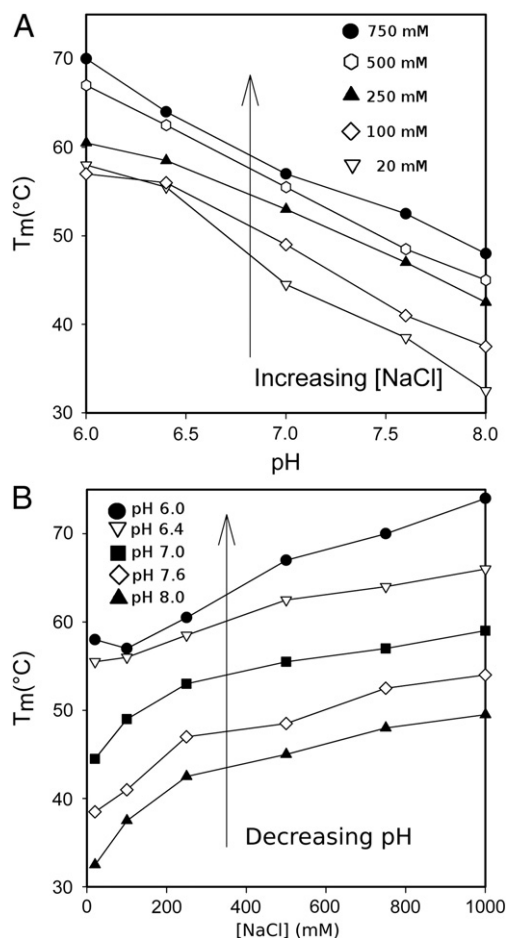 A
70
60
50
40
30
Tm(°C)
750 mM
500 mM
250 mM
100 mM
20 mM
Increasing [NaCl]
6.0 6.5 7.0 7.5 8.0
pH
B
70
60
50
40
30
Tm(°C)
pH 6.0
pH 6.4
pH 7.0
pH 7.6
pH 8.0
Decreasing pH
0 200 400 600 800 1000
[NaCl] (mM)